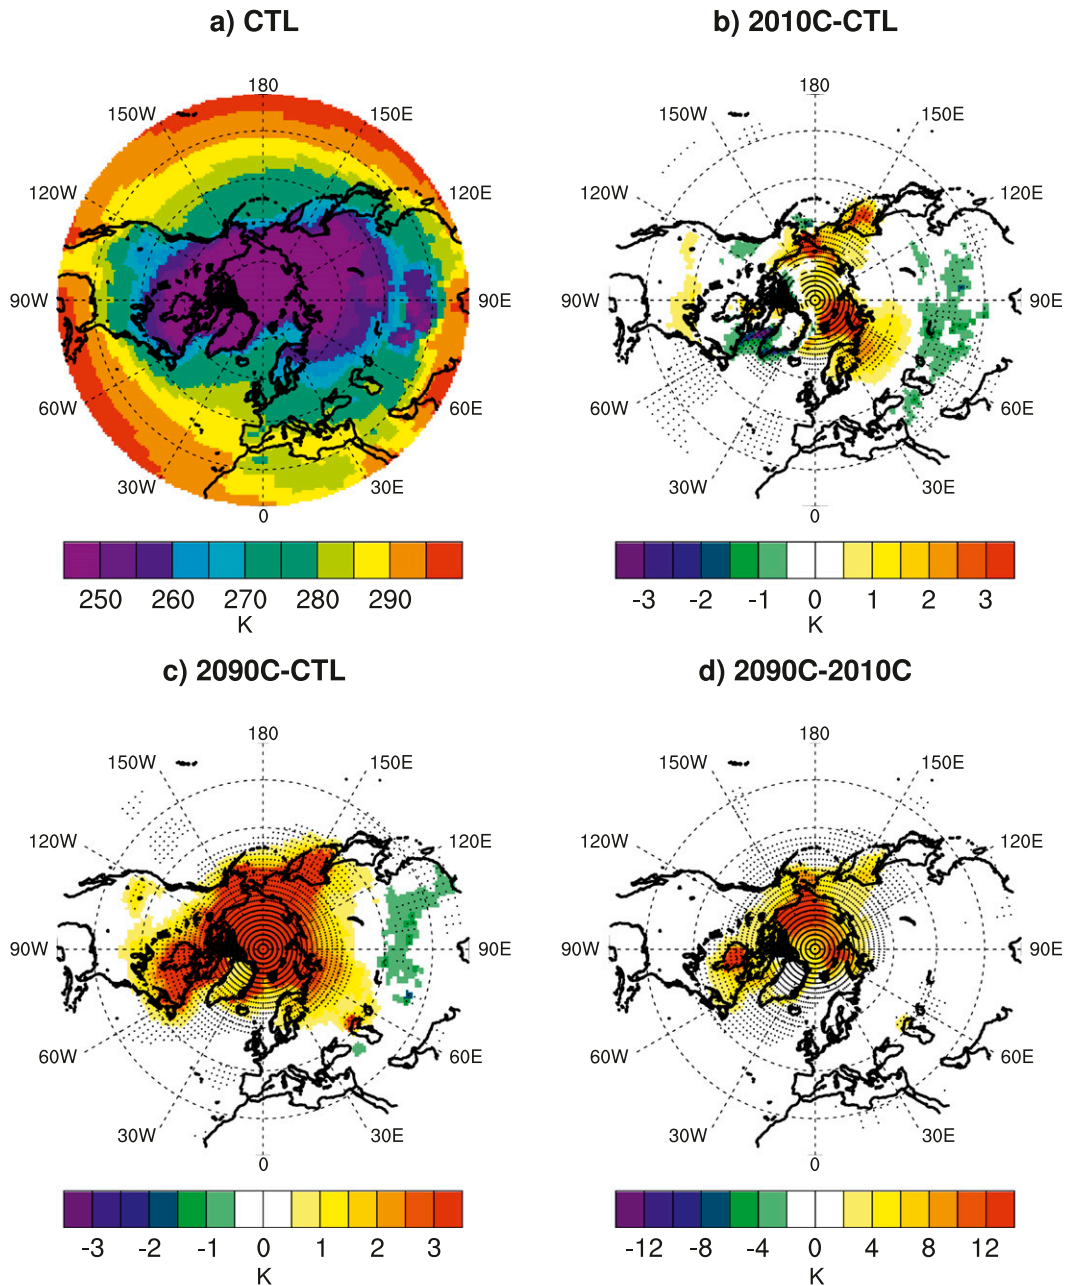 a) CTL
b) 2010C-CTL
180
150W
150E
120W
120E
90W
90E
60W
60E
30W
30E
0
180
150W
150E
120W
120E
90W
90E
60W
60E
30W
30E
0
250 260 270 280 290
K
-3 -2 -1 0 1 2 3
K
c) 2090C-CTL
d) 2090C-2010C
180
150W
150E
120W
120E
90W
90E
60W
60E
30W
30E
0
180
150W
150E
120W
120E
90W
90E
60W
60E
30W
30E
0
-3 -2 -1 0 1 2 3
K
-12 -8 -4 0 4 8 12
K